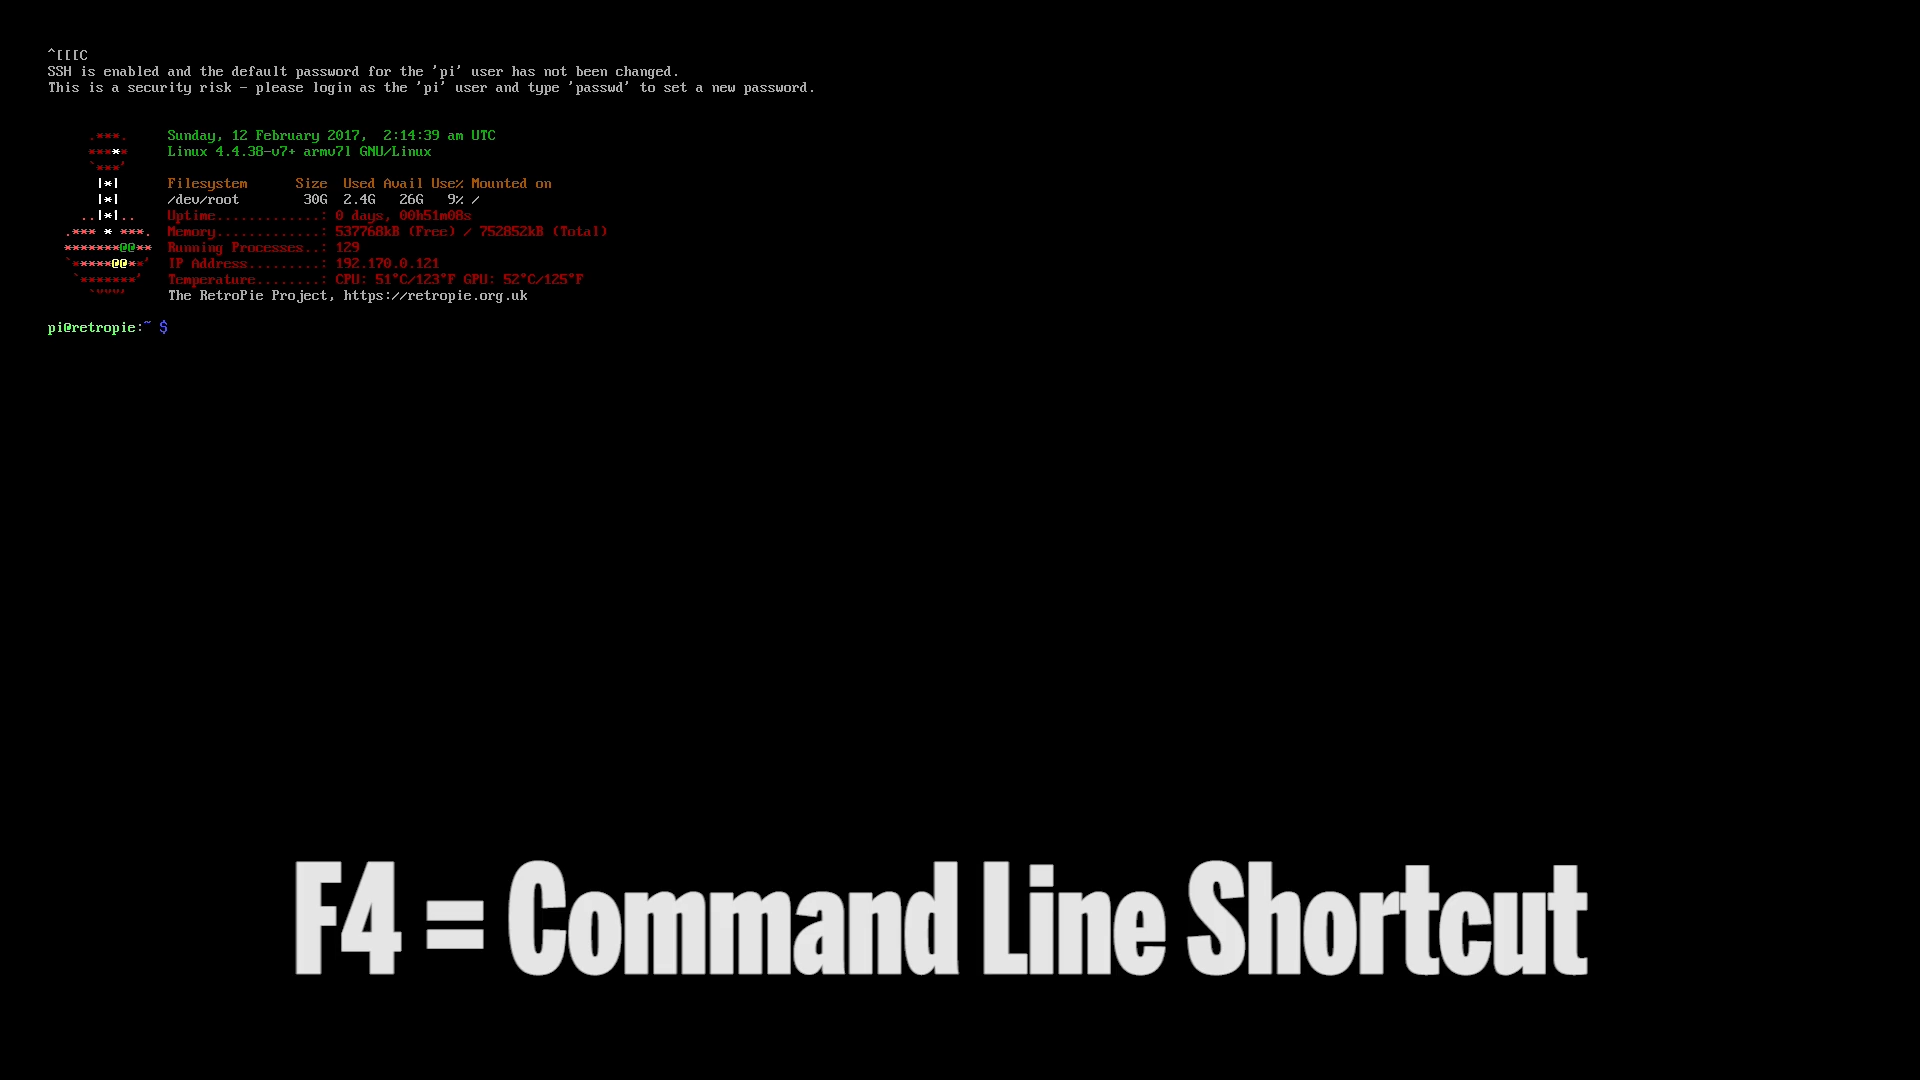 ^[[[C
SSH is enabled and the default password for the 'pi' user has not been changed.
This is a security risk - please login as the 'pi' user and type 'passwd' to set a new password.
Sunday, 12 February 2017,  2:14:39 am UTC
Linux 4.4.38-v7+ armv7l GNU/Linux
Filesystem      Size  Used Avail Use% Mounted on
/dev/root        30G  2.4G   26G   9% /
Uptime.............: 0 days, 00h51m08s
Memory.............: 537768kB (Free) / 752852kB (Total)
Running Processes..: 129
IP Address.........: 192.170.0.121
Temperature........: CPU: 51°C/123°F GPU: 52°C/125°F
The RetroPie Project, https://retropie.org.uk
pi@retropie:~ $
F4 = Command Line Shortcut